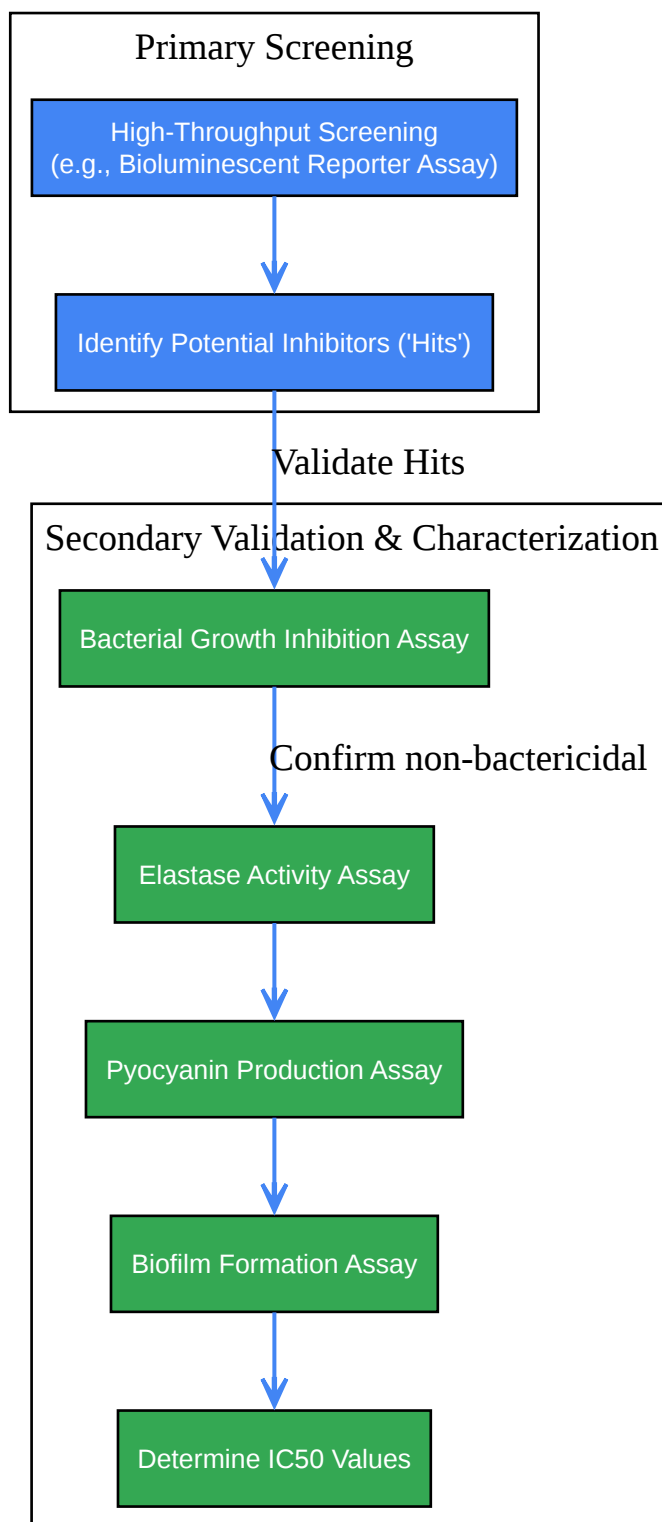 Primary Screening
High-Throughput Screening
(e.g., Bioluminescent Reporter Assay)
Identify Potential Inhibitors ('Hits')
Validate Hits
Secondary Validation & Characterization
Bacterial Growth Inhibition Assay
Confirm non-bactericidal
Elastase Activity Assay
Pyocyanin Production Assay
Biofilm Formation Assay
Determine IC50 Values